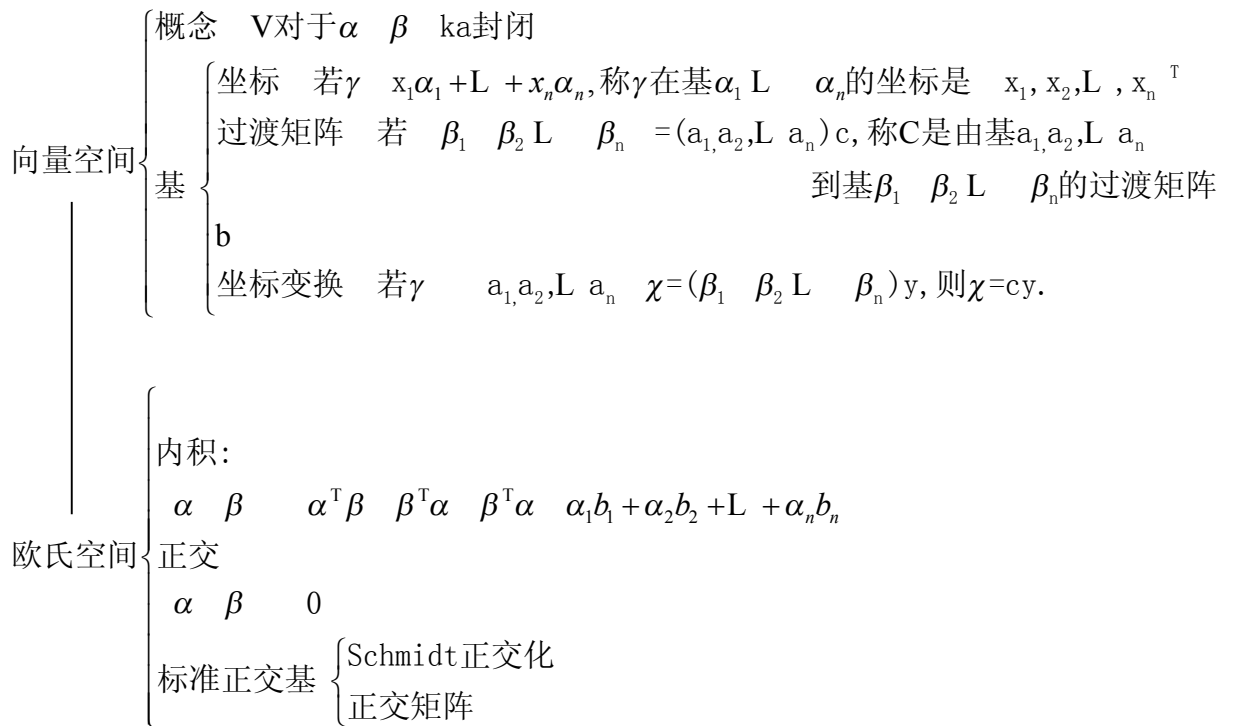 向量空间
概念 V对于α β ka封闭
基
坐标 若γ x₁α₁+L +xₙαₙ,称γ在基α₁ L αₙ的坐标是 x₁, x₂,L , xₙ ᵀ
过渡矩阵 若 β₁ β₂ L βₙ =(a₁,a₂,L aₙ)c,称C是由基a₁,a₂,L aₙ
到基β₁ β₂ L βₙ的过渡矩阵
b
坐标变换 若γ a₁,a₂,L aₙ χ=(β₁ β₂ L βₙ)y,则χ=cy.
欧氏空间
内积:
α β αᵀβ βᵀα βᵀα α₁b₁+α₂b₂+L +αₙbₙ
正交
α β 0
标准正交基
Schmidt正交化
正交矩阵